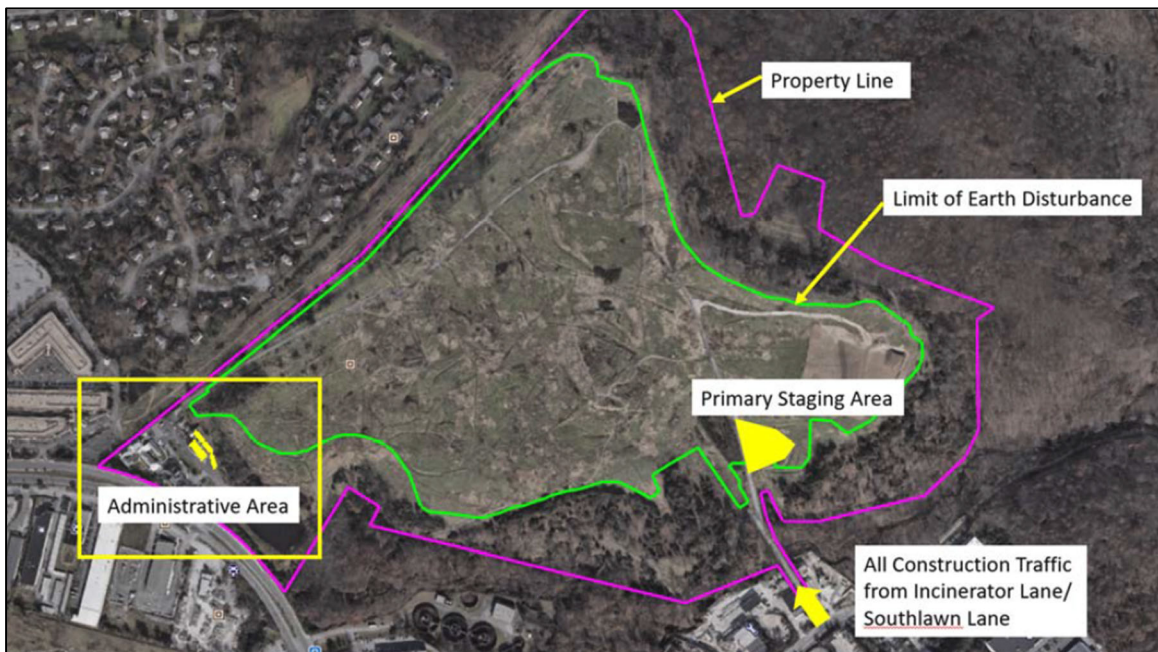 Property Line
Limit of Earth Disturbance
Primary Staging Area
Administrative Area
All Construction Traffic
from Incinerator Lane/
Southlawn Lane